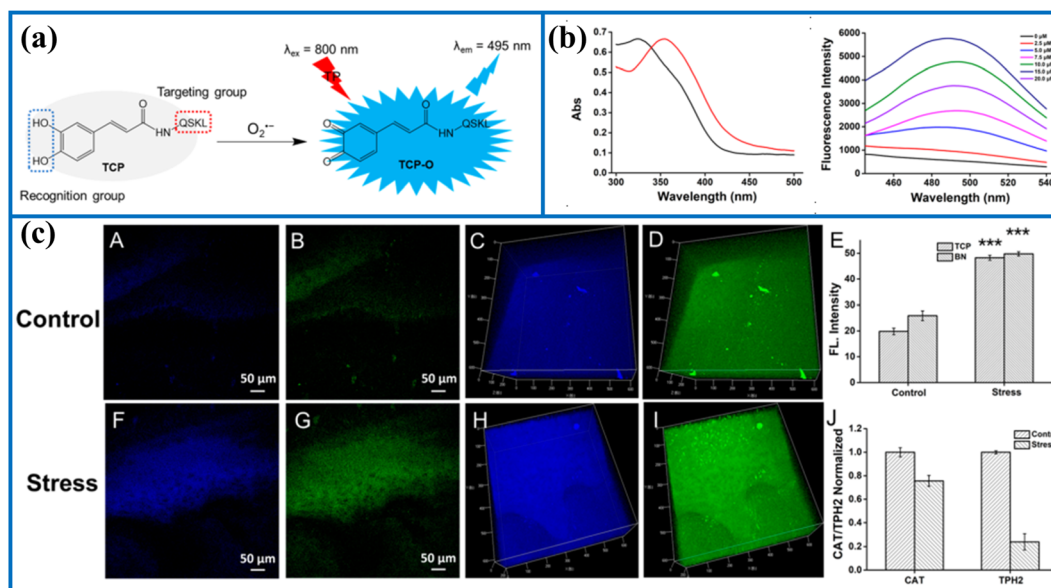 (a)
λex = 800 nm
TP
λem = 495 nm
Targeting group
HO
HO
O
HN
QSKL
TCP
Recognition group
O2•−
O
O
O
HN
QSKL
TCP-O
(b)
Abs
0.7
0.6
0.5
0.4
0.3
0.2
0.1
0.0
300 350 400 450 500
Wavelength (nm)
Fluorescence Intensity
6000
5000
4000
3000
2000
1000
0
460 480 500 520 540
Wavelength (nm)
0 μM
2.5 μM
5.0 μM
7.5 μM
10.0 μM
15.0 μM
20.0 μM
(c)
Control
A
50 μm
B
50 μm
C
D
E
FL. Intensity
50
40
30
20
10
0
TCP
BN
***
***
Control Stress
Stress
F
50 μm
G
50 μm
H
I
J
CAT/TPH2 Normalized
1.2
1.0
0.8
0.6
0.4
0.2
0.0
Cont
Stres
CAT TPH2